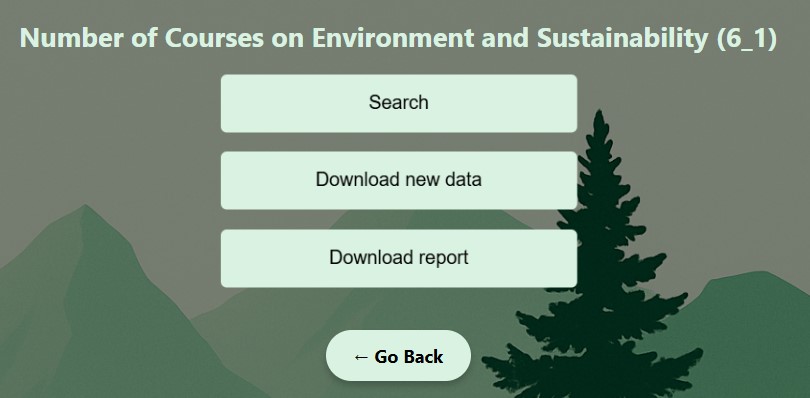 Number of Courses on Environment and Sustainability (6_1)
Search
Download new data
Download report
← Go Back